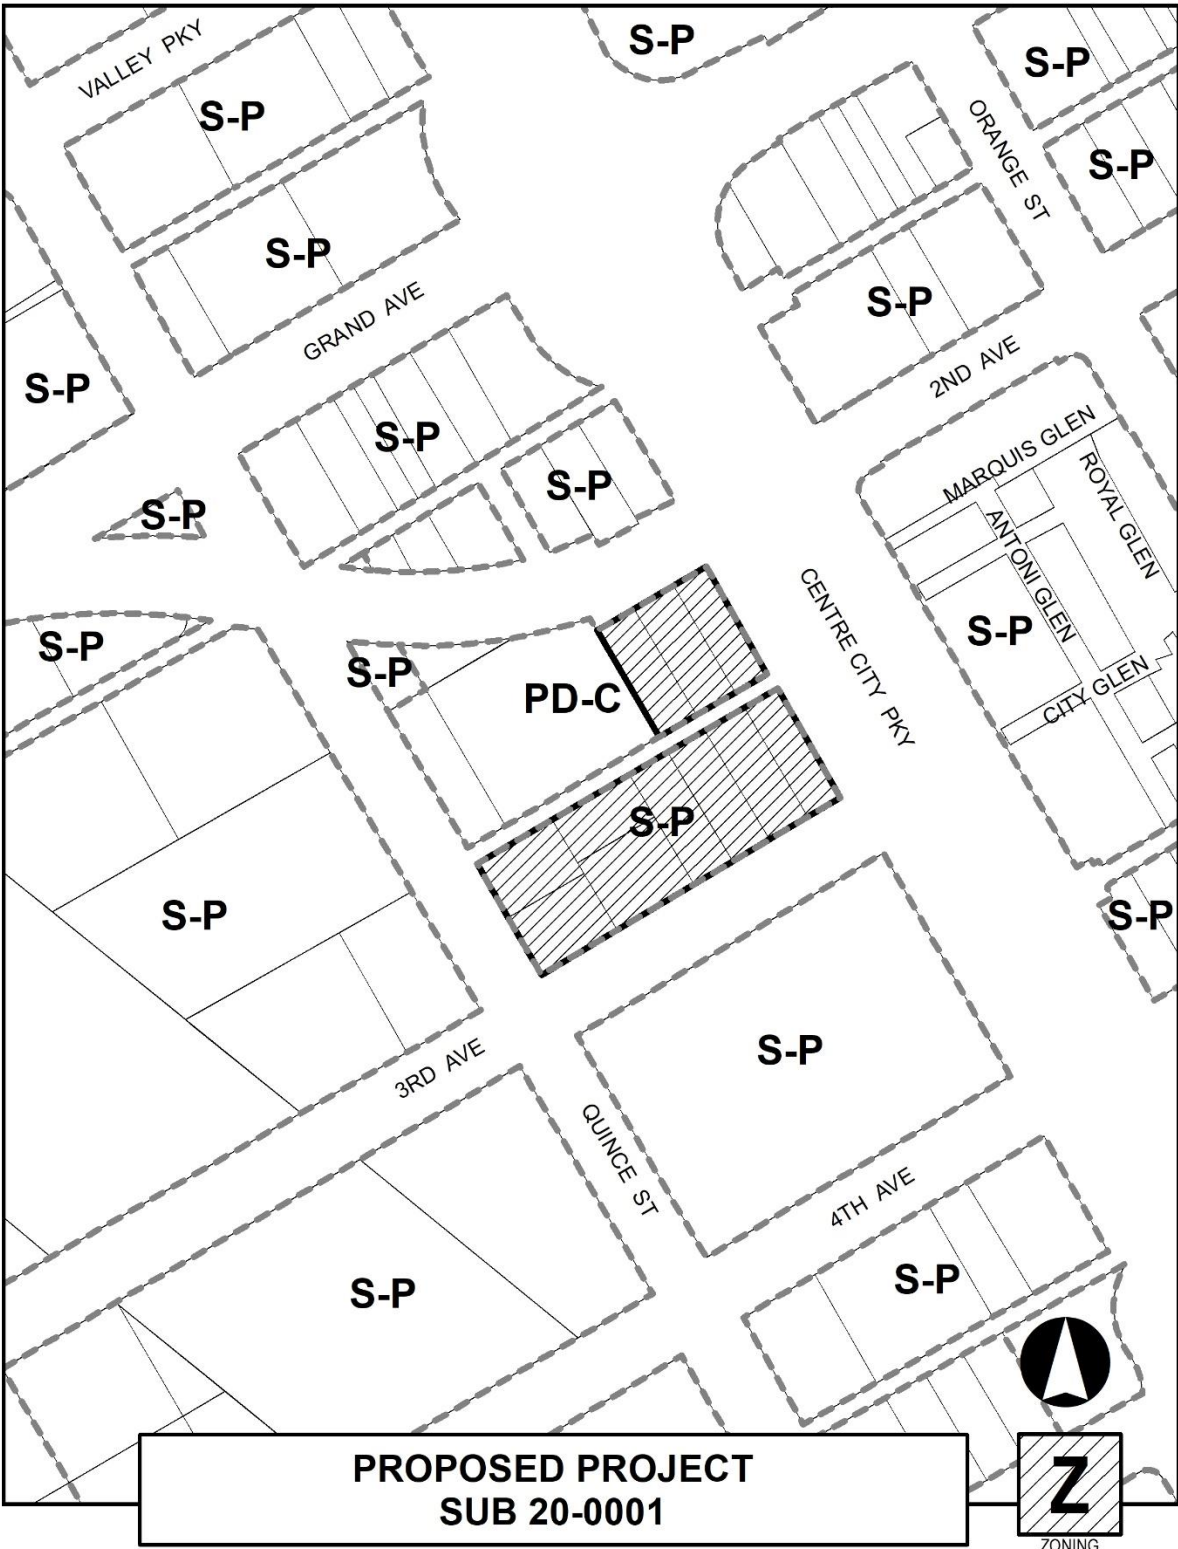 VALLEY PKY
S-P
S-P
S-P
ORANGE ST
S-P
S-P
S-P
GRAND AVE
S-P
2ND AVE
S-P
S-P
MARQUIS GLEN
ROYAL GLEN
S-P
S-P
ANTONI GLEN
CENTRE CITY PKY
S-P
S-P
S-P
PD-C
CITY GLEN
S-P
S-P
S-P
3RD AVE
S-P
QUINCE ST
4TH AVE
S-P
S-P
PROPOSED PROJECT
SUB 20-0001
Z
ZONING